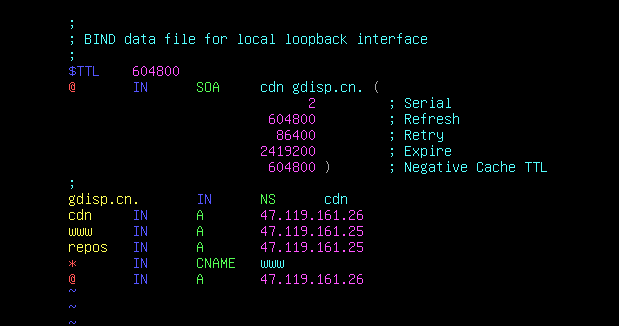 ;
; BIND data file for local loopback interface
;
$TTL 604800
@ IN SOA cdn gdisp.cn. (
2 ; Serial
604800 ; Refresh
86400 ; Retry
2419200 ; Expire
604800 ) ; Negative Cache TTL
;
gdisp.cn. IN NS cdn
cdn IN A 47.119.161.26
www IN A 47.119.161.25
repos IN A 47.119.161.25
* IN CNAME www
@ IN A 47.119.161.26
~
~
~